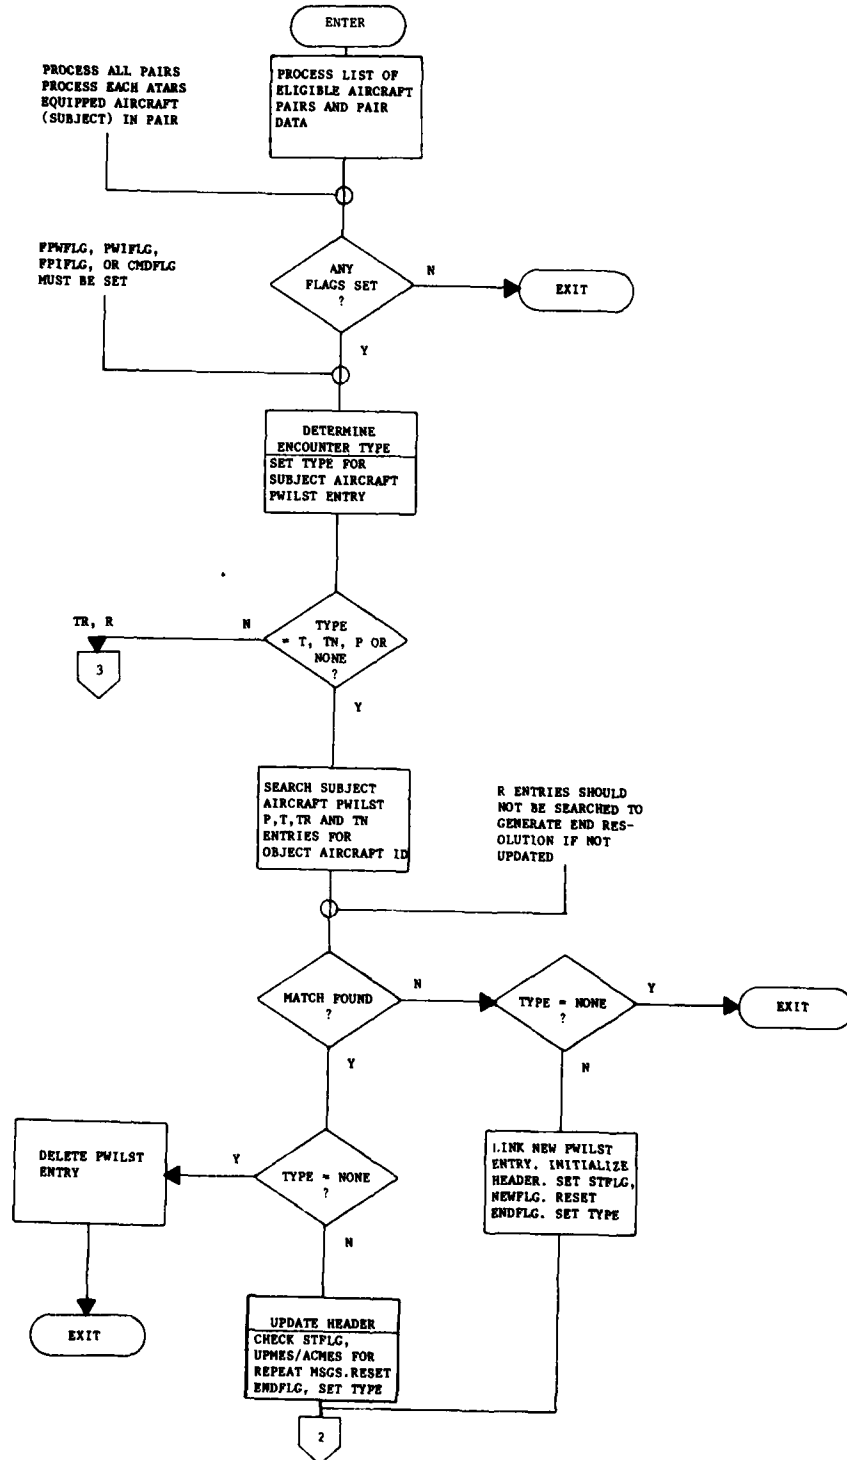 ENTER
PROCESS ALL PAIRS
PROCESS EACH ATARS
EQUIPPED AIRCRAFT
(SUBJECT) IN PAIR
PROCESS LIST OF
ELIGIBLE AIRCRAFT
PAIRS AND PAIR
DATA
FPWFLG, PWIFLG,
FPIFLG, OR CMDFLG
MUST BE SET
ANY
FLAGS SET
?
N
EXIT
Y
DETERMINE
ENCOUNTER TYPE
SET TYPE FOR
SUBJECT AIRCRAFT
PWILST ENTRY
TR, R
N
TYPE
= T, TN, P OR
NONE
?
3
Y
SEARCH SUBJECT
AIRCRAFT PWILST
P,T,TR AND TN
ENTRIES FOR
OBJECT AIRCRAFT ID
R ENTRIES SHOULD
NOT BE SEARCHED TO
GENERATE END RES-
OLUTION IF NOT
UPDATED
MATCH FOUND
?
N
TYPE = NONE
?
Y
EXIT
Y
N
DELETE PWILST
ENTRY
Y
TYPE = NONE
?
LINK NEW PWILST
ENTRY. INITIALIZE
HEADER. SET STFLG,
NEWFLG. RESET
ENDFLG. SET TYPE
N
EXIT
UPDATE HEADER
CHECK STFLG,
UPMES/ACMES FOR
REPEAT MSGS.RESET
ENDFLG, SET TYPE
2